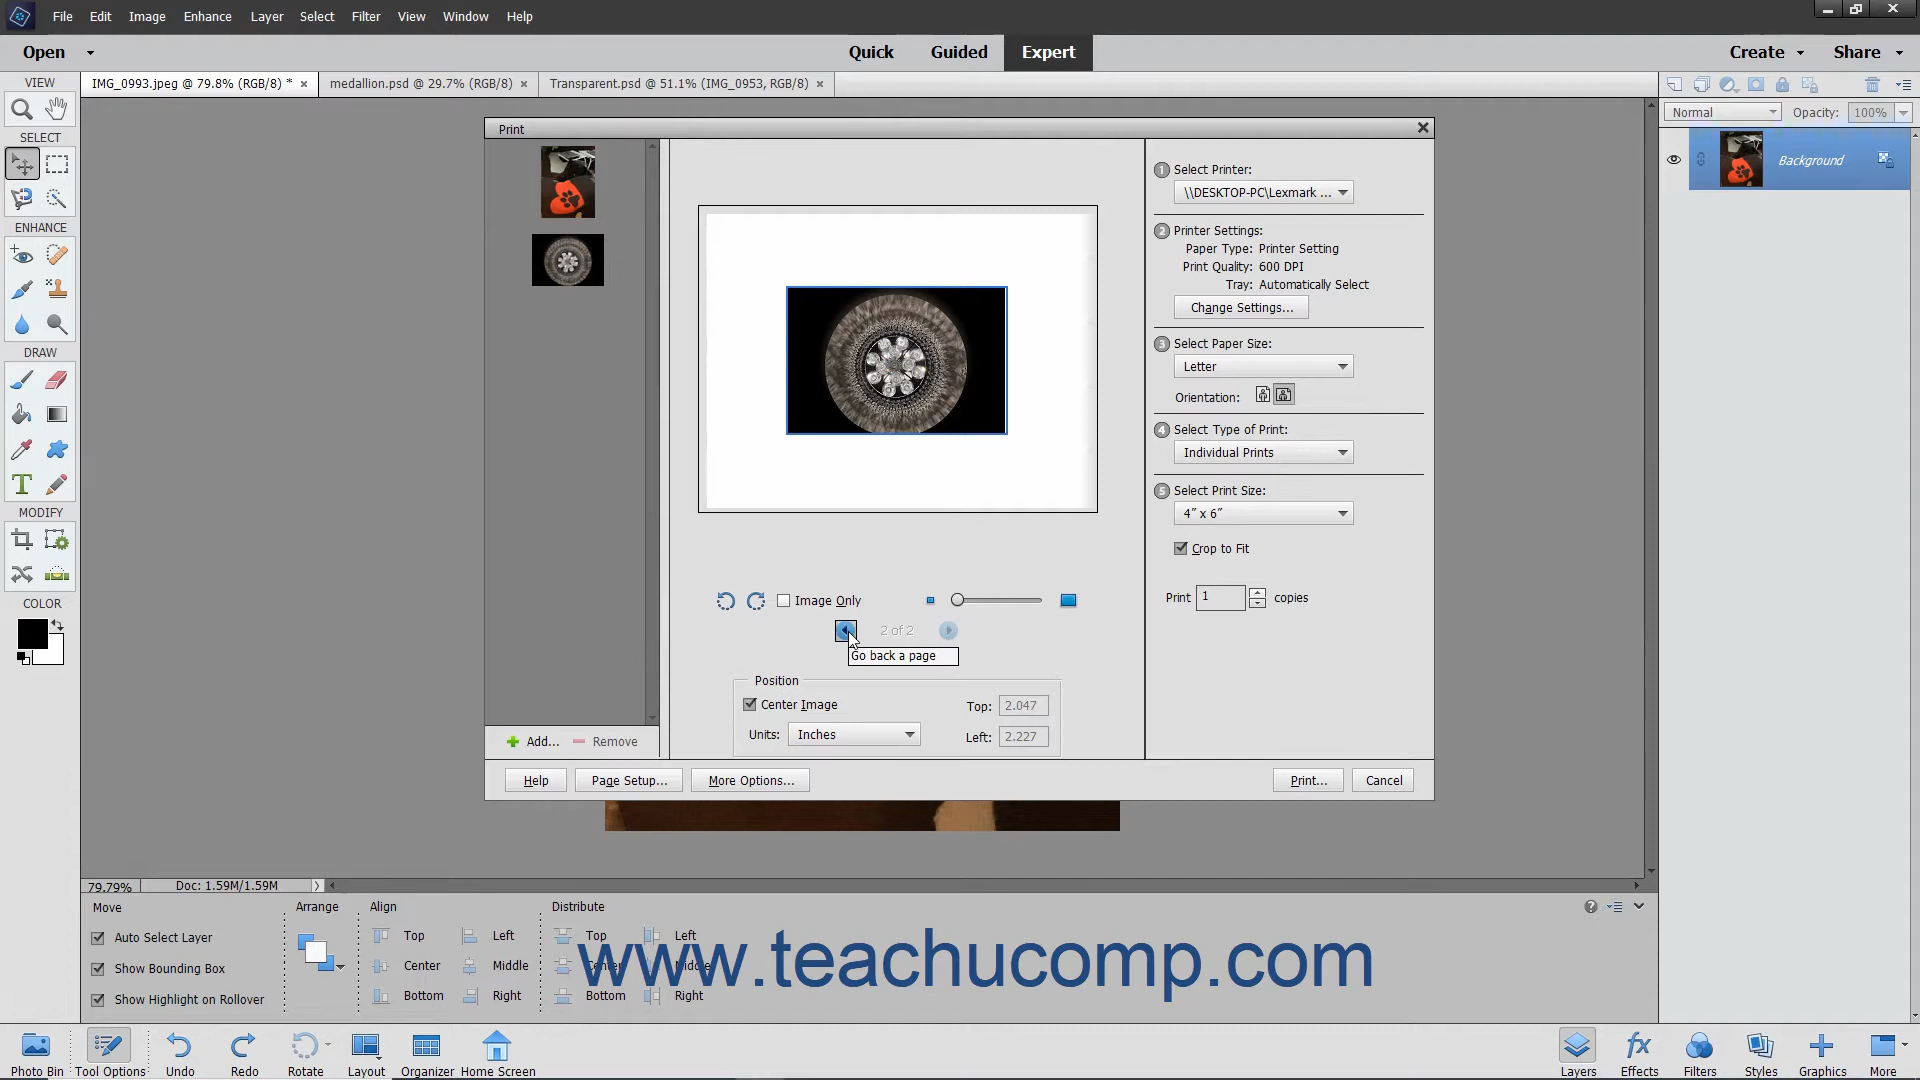 File Edit Image Enhance Layer Select Filter View Window Help
Open Quick Guided Expert Create Share
VIEW
IMG_0993.jpeg @ 79.8% (RGB/8) * × medallion.psd @ 29.7% (RGB/8) × Transparent.psd @ 51.1% (IMG_0953, RGB/8) ×
SELECT
ENHANCE
DRAW
MODIFY
COLOR
Print
1 Select Printer:
\\DESKTOP-PC\Lexmark ...
2 Printer Settings:
Paper Type: Printer Setting
Print Quality: 600 DPI
Tray: Automatically Select
Change Settings...
3 Select Paper Size:
Letter
Orientation:
4 Select Type of Print:
Individual Prints
5 Select Print Size:
4" x 6"
Crop to Fit
Print 1 copies
Image Only
2 of 2
Go back a page
Position
Center Image Top: 2.047
Units: Inches Left: 2.227
Add... Remove
Help Page Setup... More Options... Print... Cancel
Normal Opacity: 100%
Background
79.79% Doc: 1.59M/1.59M
Move Arrange Align Distribute
Auto Select Layer Top Left Top Left
Show Bounding Box Center Middle Center Middle
Show Highlight on Rollover Bottom Right Bottom Right
www.teachucomp.com
Photo Bin Tool Options Undo Redo Rotate Layout Organizer Home Screen Layers Effects Filters Styles Graphics More